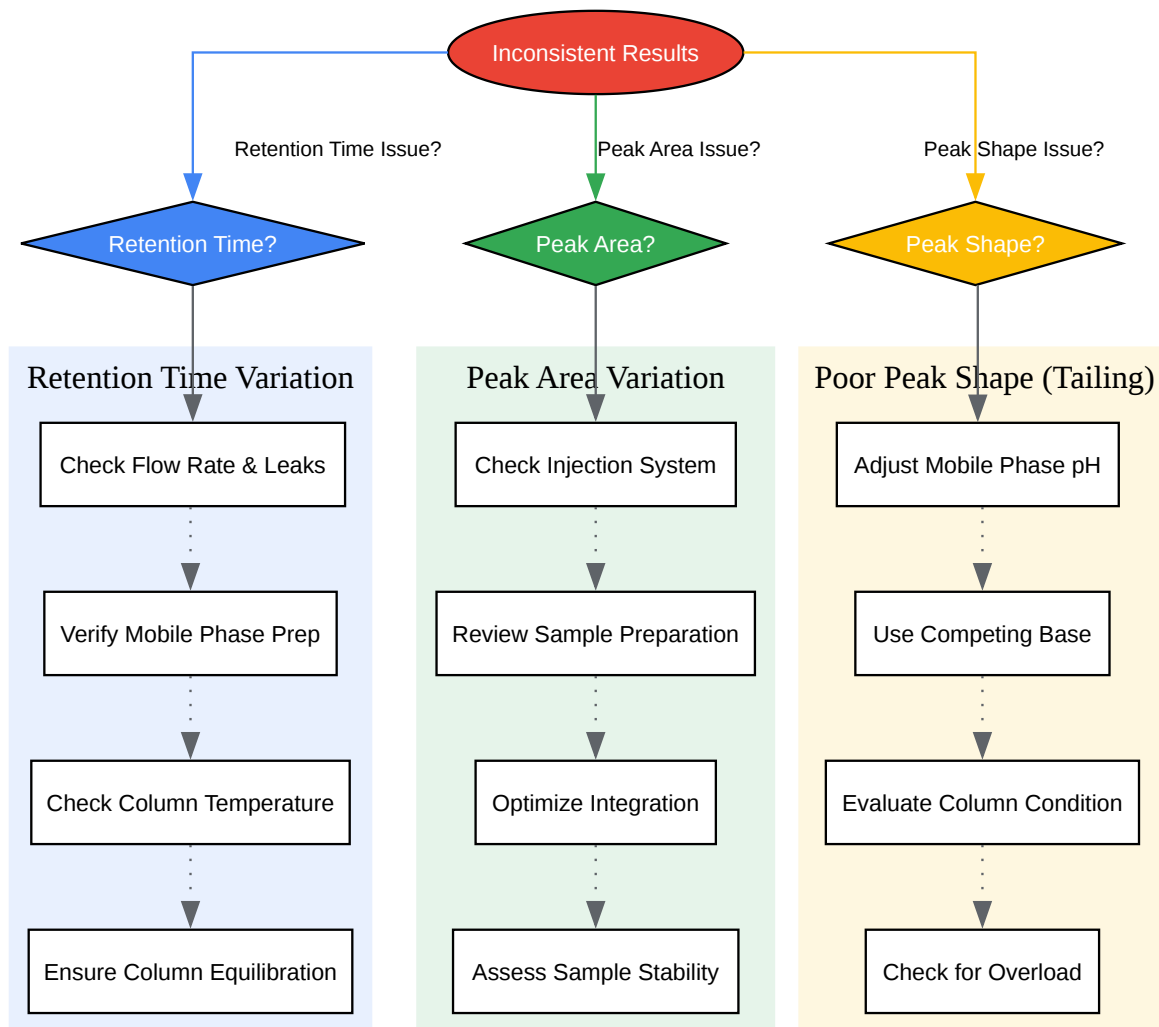 Inconsistent Results
Retention Time Issue?
Peak Area Issue?
Peak Shape Issue?
Retention Time?
Peak Area?
Peak Shape?
Retention Time Variation
Peak Area Variation
Poor Peak Shape (Tailing)
Check Flow Rate & Leaks
Check Injection System
Adjust Mobile Phase pH
Verify Mobile Phase Prep
Review Sample Preparation
Use Competing Base
Check Column Temperature
Optimize Integration
Evaluate Column Condition
Ensure Column Equilibration
Assess Sample Stability
Check for Overload